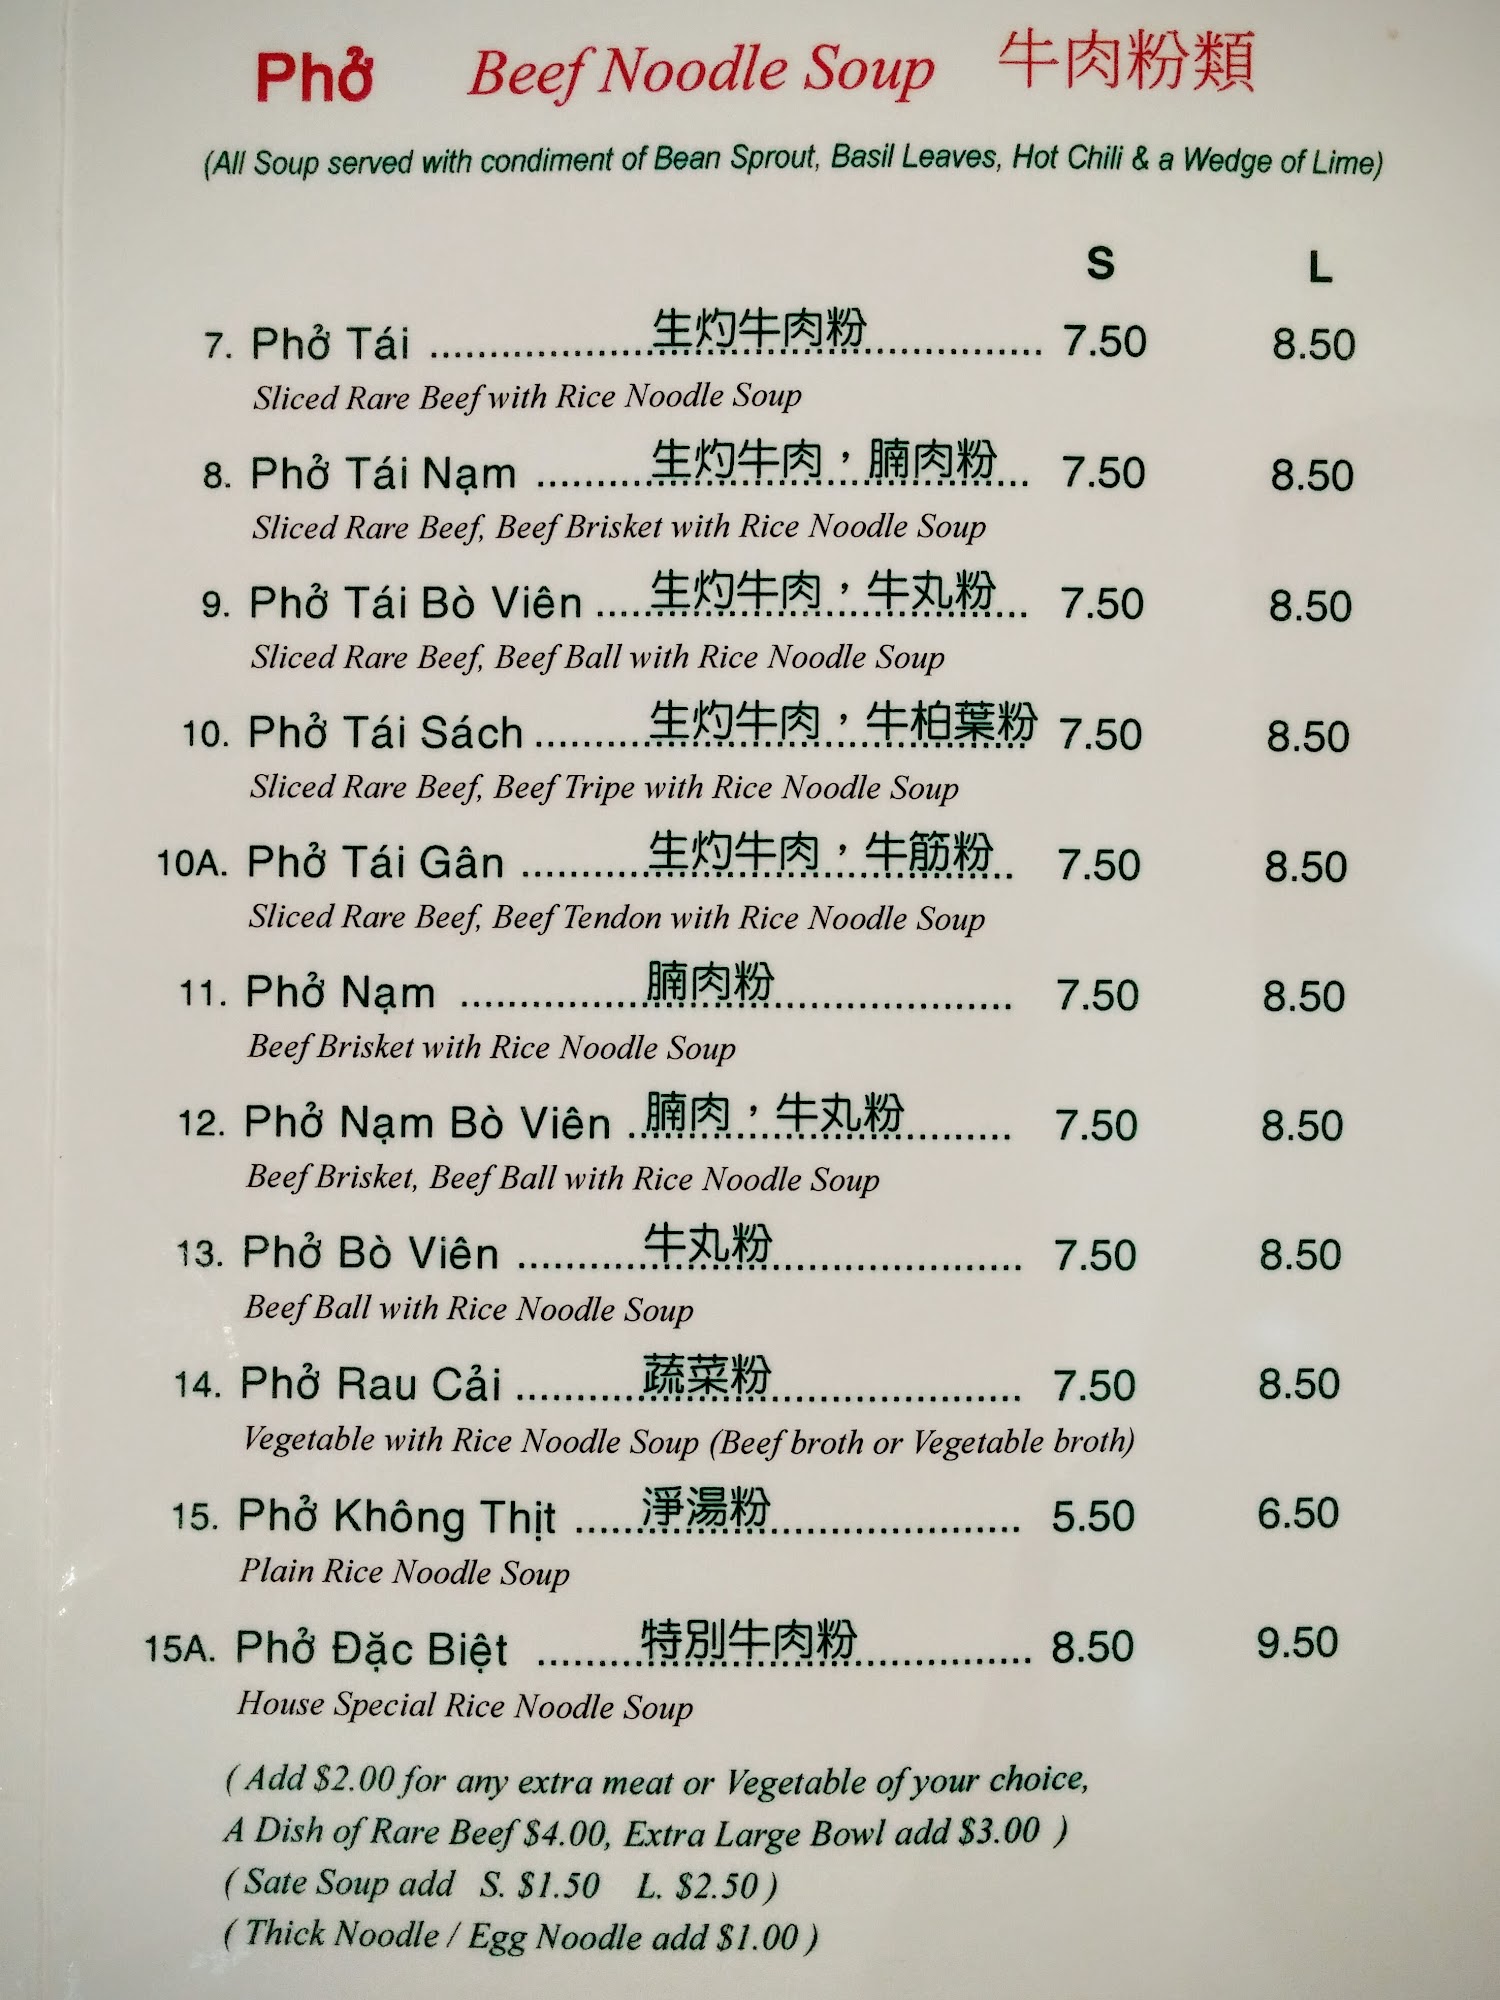 Phở Beef Noodle Soup 牛肉粉類
(All Soup served with condiment of Bean Sprout, Basil Leaves, Hot Chili & a Wedge of Lime)
S L
7. Phở Tái .................... 生灼牛肉粉 .................... 7.50 8.50
Sliced Rare Beef with Rice Noodle Soup
8. Phở Tái Nạm .......... 生灼牛肉，腩肉粉 ... 7.50 8.50
Sliced Rare Beef, Beef Brisket with Rice Noodle Soup
9. Phở Tái Bò Viên ..... 生灼牛肉，牛丸粉 ... 7.50 8.50
Sliced Rare Beef, Beef Ball with Rice Noodle Soup
10. Phở Tái Sách .......... 生灼牛肉，牛柏葉粉 7.50 8.50
Sliced Rare Beef, Beef Tripe with Rice Noodle Soup
10A. Phở Tái Gân ........... 生灼牛肉，牛筋粉 .. 7.50 8.50
Sliced Rare Beef, Beef Tendon with Rice Noodle Soup
11. Phở Nạm ................ 腩肉粉 .................... 7.50 8.50
Beef Brisket with Rice Noodle Soup
12. Phở Nạm Bò Viên .. 腩肉，牛丸粉 .......... 7.50 8.50
Beef Brisket, Beef Ball with Rice Noodle Soup
13. Phở Bò Viên ........... 牛丸粉 ..................... 7.50 8.50
Beef Ball with Rice Noodle Soup
14. Phở Rau Cải ........... 蔬菜粉 ..................... 7.50 8.50
Vegetable with Rice Noodle Soup (Beef broth or Vegetable broth)
15. Phở Không Thịt ...... 淨湯粉 ..................... 5.50 6.50
Plain Rice Noodle Soup
15A. Phở Đặc Biệt ......... 特別牛肉粉 ............... 8.50 9.50
House Special Rice Noodle Soup
( Add $2.00 for any extra meat or Vegetable of your choice,
A Dish of Rare Beef $4.00, Extra Large Bowl add $3.00 )
( Sate Soup add S. $1.50 L. $2.50 )
( Thick Noodle / Egg Noodle add $1.00 )